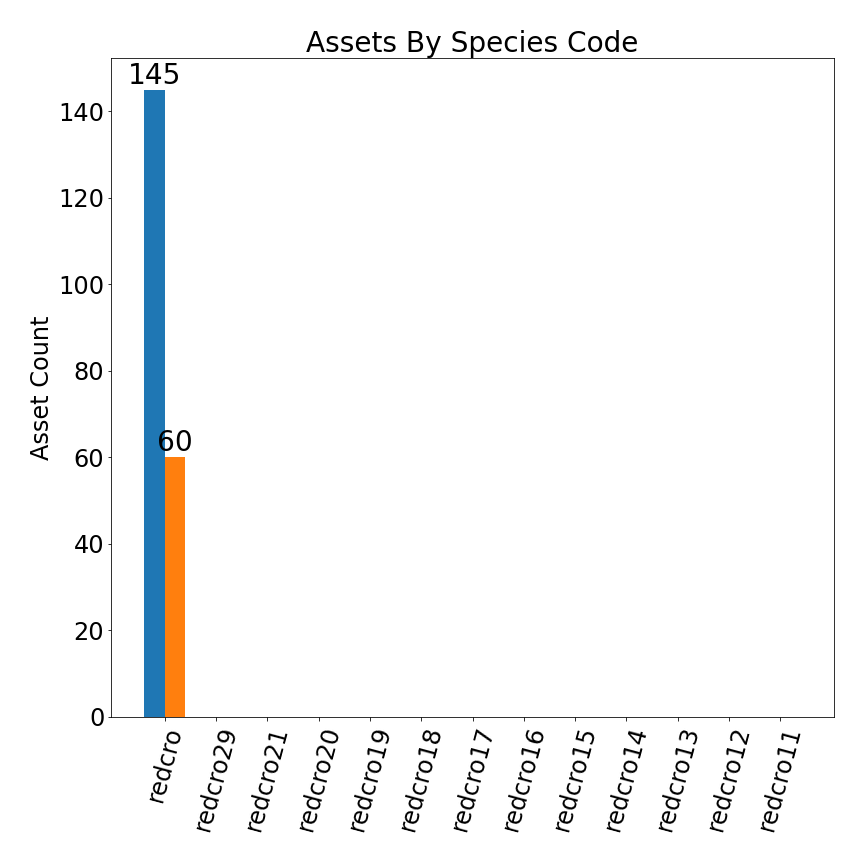 Assets By Species Code
145
60
140
120
100
80
60
40
20
0
Asset Count
redcro
redcro29
redcro21
redcro20
redcro19
redcro18
redcro17
redcro16
redcro15
redcro14
redcro13
redcro12
redcro11